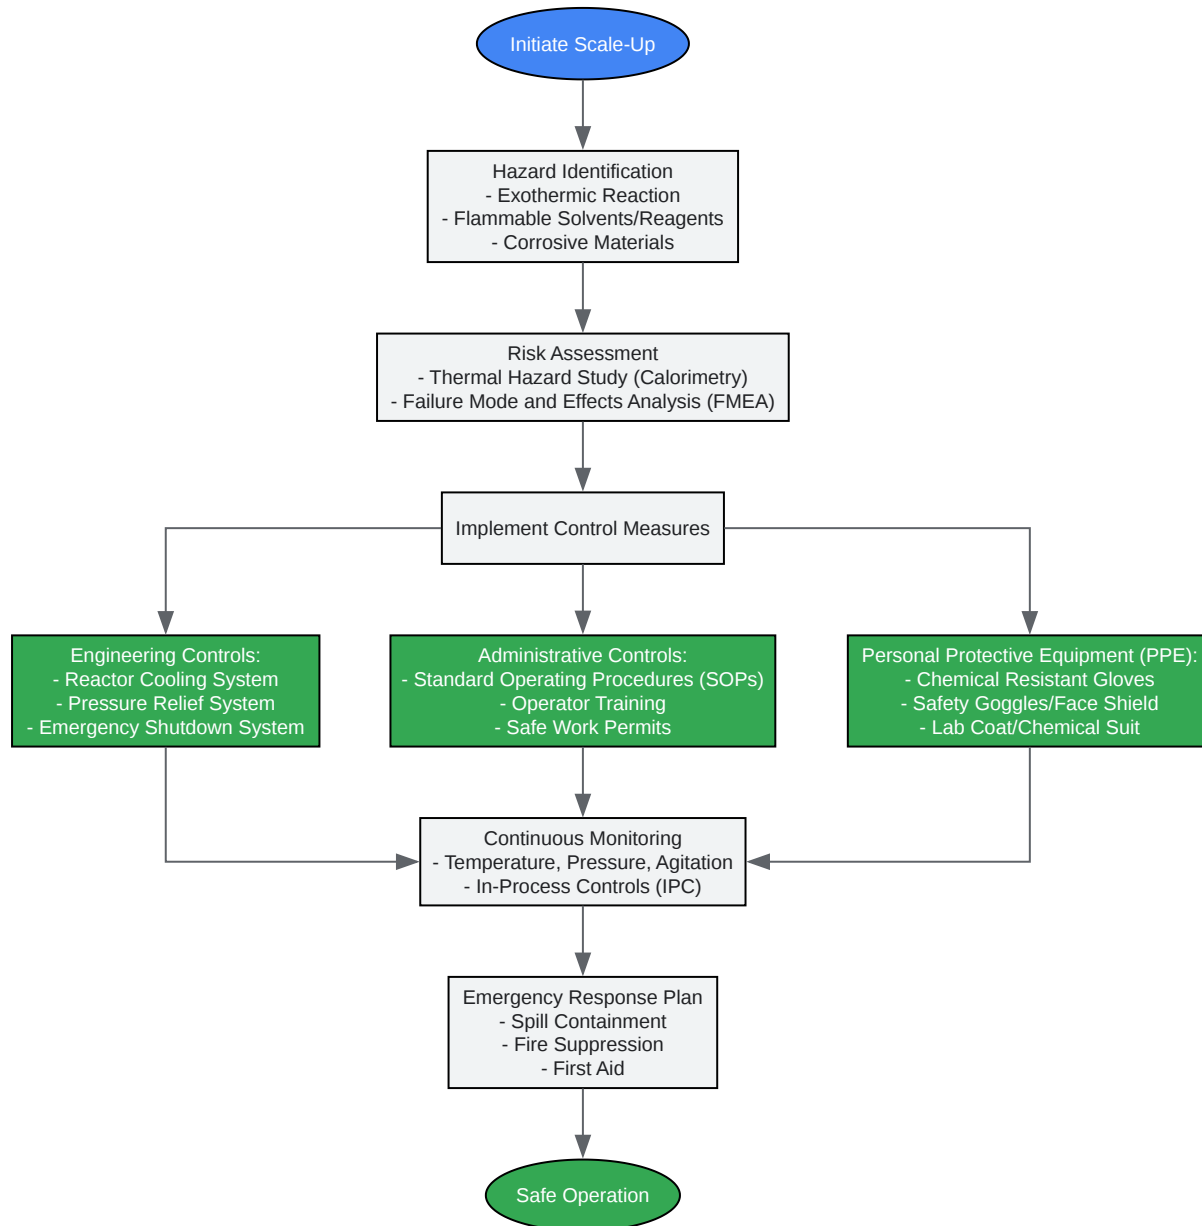 Initiate Scale-Up
Hazard Identification
- Exothermic Reaction
- Flammable Solvents/Reagents
- Corrosive Materials
Risk Assessment
- Thermal Hazard Study (Calorimetry)
- Failure Mode and Effects Analysis (FMEA)
Implement Control Measures
Engineering Controls:
- Reactor Cooling System
- Pressure Relief System
- Emergency Shutdown System
Administrative Controls:
- Standard Operating Procedures (SOPs)
- Operator Training
- Safe Work Permits
Personal Protective Equipment (PPE):
- Chemical Resistant Gloves
- Safety Goggles/Face Shield
- Lab Coat/Chemical Suit
Continuous Monitoring
- Temperature, Pressure, Agitation
- In-Process Controls (IPC)
Emergency Response Plan
- Spill Containment
- Fire Suppression
- First Aid
Safe Operation